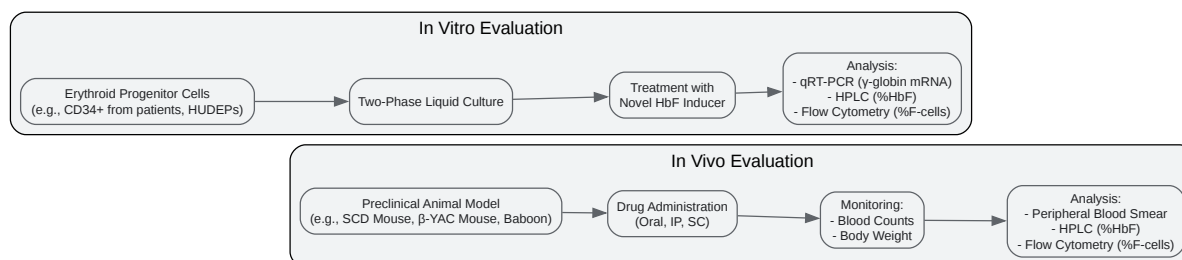 In Vitro Evaluation
Erythroid Progenitor Cells
(e.g., CD34+ from patients, HUDEPs)
Two-Phase Liquid Culture
Treatment with
Novel HbF Inducer
Analysis:
- qRT-PCR (γ-globin mRNA)
- HPLC (%HbF)
- Flow Cytometry (%F-cells)
In Vivo Evaluation
Preclinical Animal Model
(e.g., SCD Mouse, β-YAC Mouse, Baboon)
Drug Administration
(Oral, IP, SC)
Monitoring:
- Blood Counts
- Body Weight
Analysis:
- Peripheral Blood Smear
- HPLC (%HbF)
- Flow Cytometry (%F-cells)